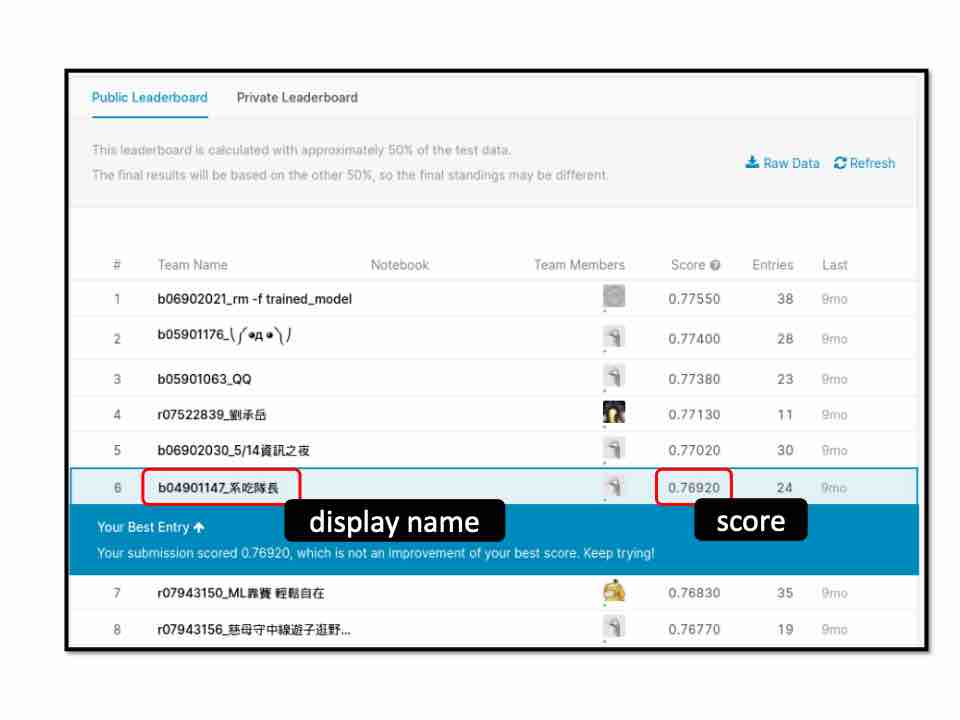 Public Leaderboard Private Leaderboard
This leaderboard is calculated with approximately 50% of the test data.
The final results will be based on the other 50%, so the final standings may be different.
Raw Data Refresh
# Team Name Notebook Team Members Score Entries Last
1 b06902021_rm -f trained_model 0.77550 38 9mo
2 b05901176_⎝༼ ◕д ◕ ༽⎠ 0.77400 28 9mo
3 b05901063_QQ 0.77380 23 9mo
4 r07522839_劉承岳 0.77130 11 9mo
5 b06902030_5/14資訊之夜 0.77020 30 9mo
6 b04901147_系吃隊長 0.76920 24 9mo
display name score
Your Best Entry
Your submission scored 0.76920, which is not an improvement of your best score. Keep trying!
7 r07943150_ML靠賽 輕鬆自在 0.76830 35 9mo
8 r07943156_慈母守中線遊子逛野... 0.76770 19 9mo